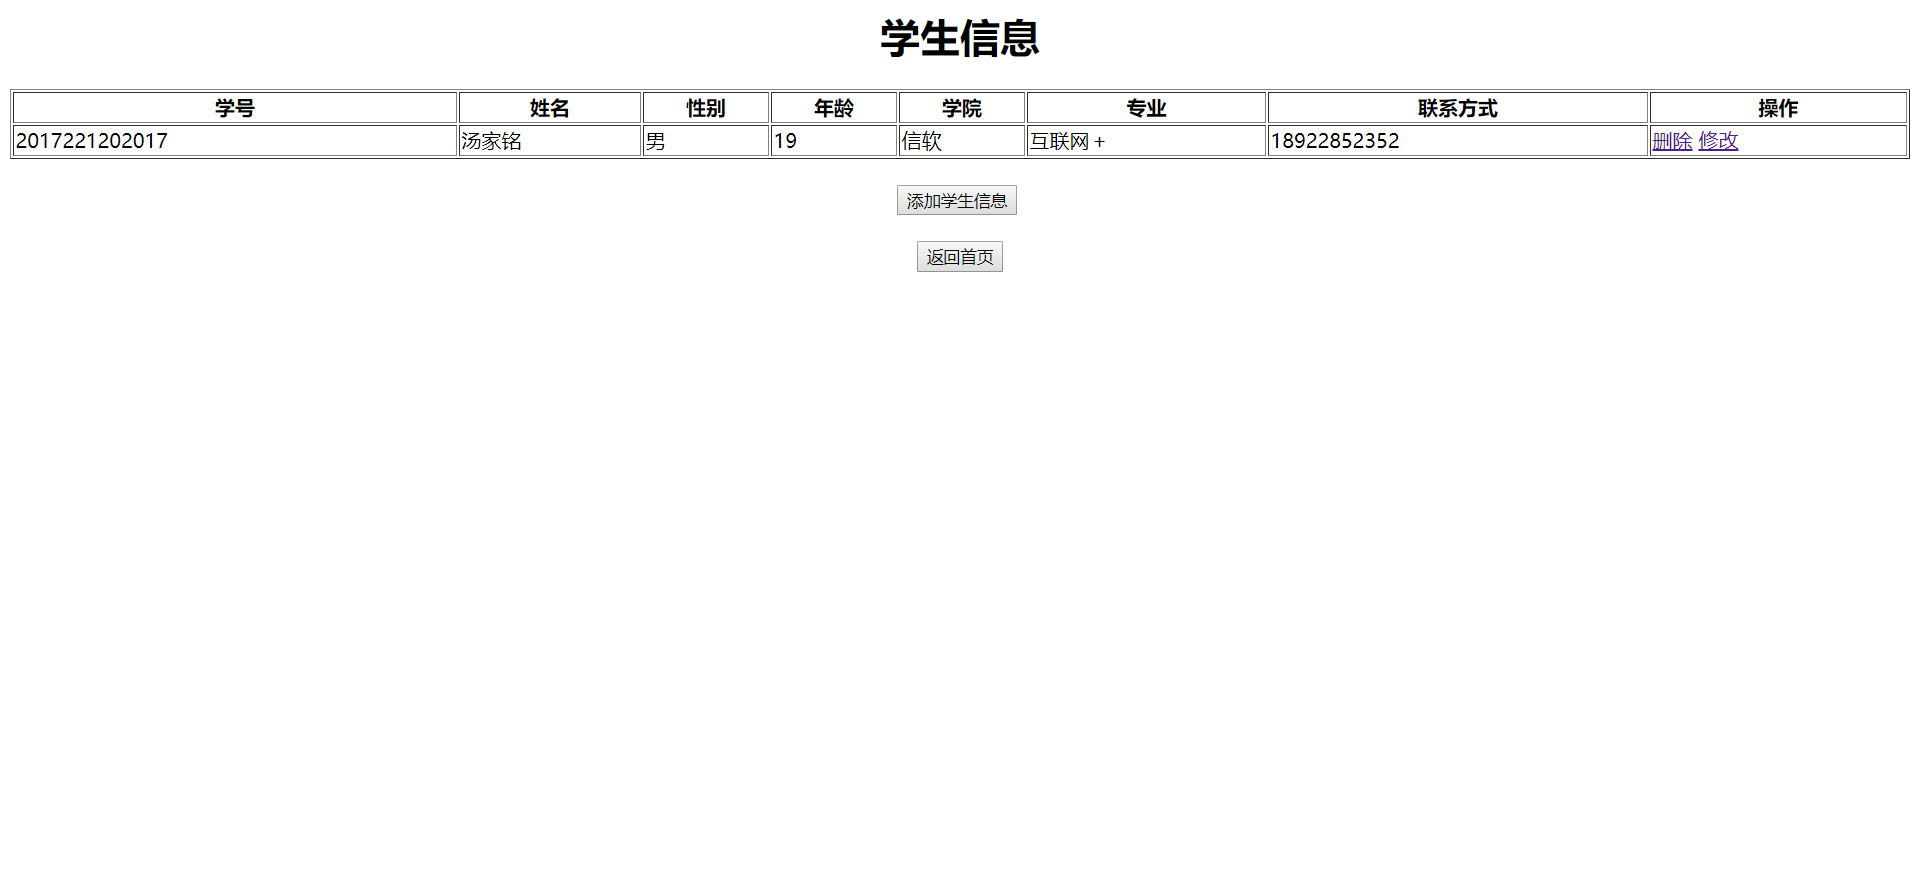 学生信息
学号 姓名 性别 年龄 学院 专业 联系方式 操作
2017221202017 汤家铭 男 19 信软 互联网＋ 18922852352 删除 修改
添加学生信息
返回首页